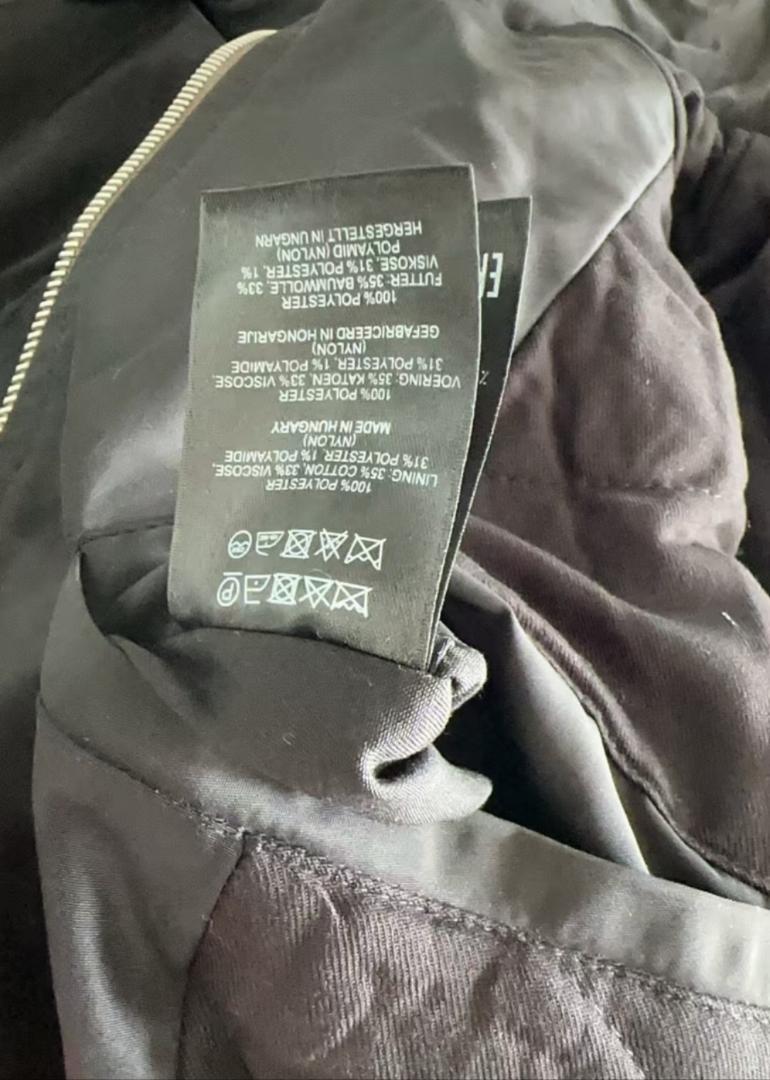 100% POLYESTER
LINING: 35% COTTON, 33% VISCOSE,
31% POLYESTER, 1% POLYAMIDE
(NYLON)
MADE IN HUNGARY
100% POLYESTER
VOERING: 35% KATOEN, 33% VISCOSE,
31% POLYESTER, 1% POLYAMIDE
(NYLON)
GEFABRICEERD IN HONGARIJE
100% POLYESTER
FUTTER: 35% BAUMWOLLE, 33%
VISKOSE, 31% POLYESTER, 1%
POLYAMID (NYLON)
HERGESTELLT IN UNGARN